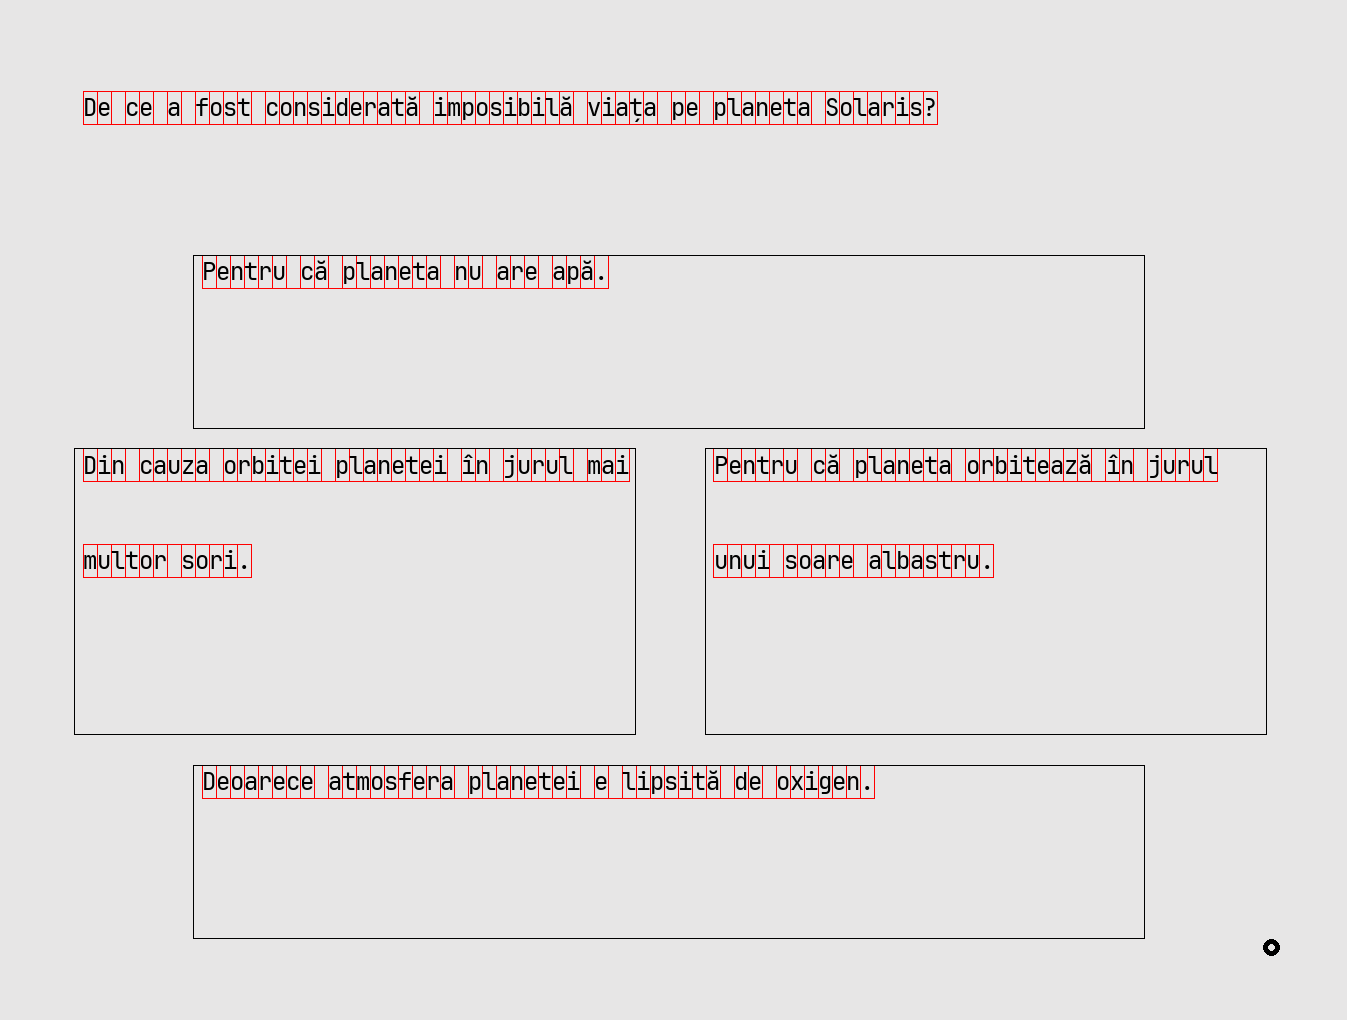 De ce a fost considerată imposibilă viața pe planeta Solaris?
Pentru că planeta nu are apă.
Din cauza orbitei planetei în jurul mai
multor sori.
Pentru că planeta orbitează în jurul
unui soare albastru.
Deoarece atmosfera planetei e lipsită de oxigen.